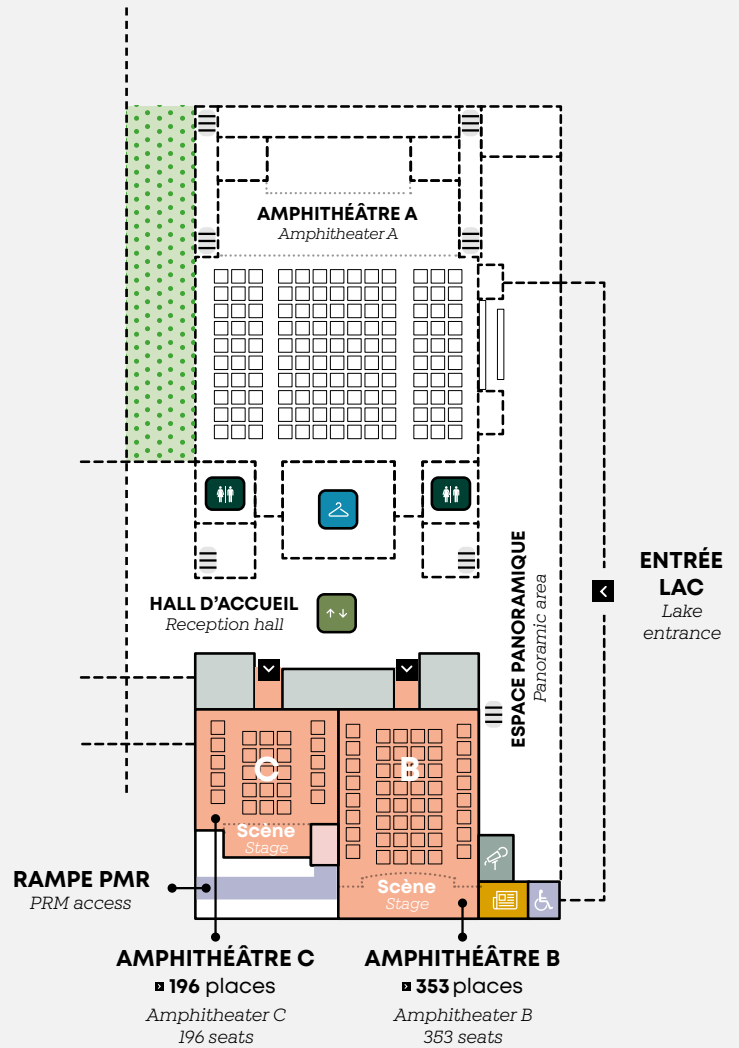 AMPHITHÉÂTRE A
Amphitheater A
HALL D'ACCUEIL
Reception hall
ESPACE PANORAMIQUE
Panoramic area
ENTRÉE
LAC
Lake
entrance
C
B
Scène
Stage
Scène
Stage
RAMPE PMR
PRM access
AMPHITHÉÂTRE C
196 places
Amphitheater C
196 seats
AMPHITHÉÂTRE B
353 places
Amphitheater B
353 seats